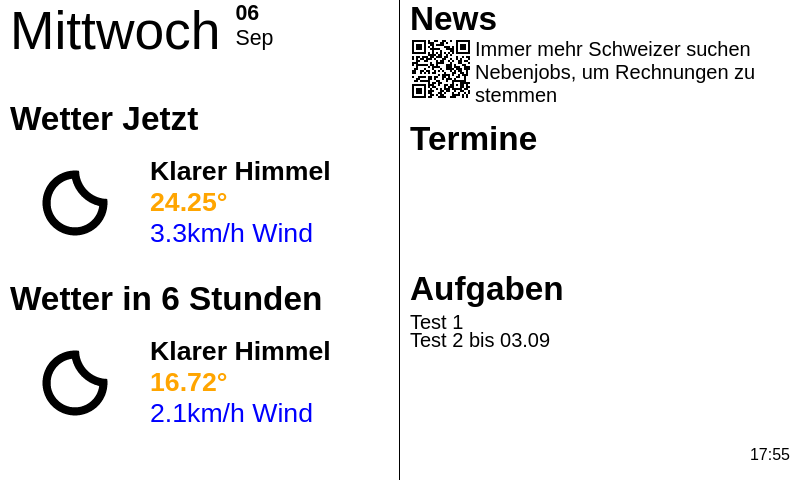 Mittwoch
06
Sep
Wetter Jetzt
Klarer Himmel
24.25°
3.3km/h Wind
Wetter in 6 Stunden
Klarer Himmel
16.72°
2.1km/h Wind
News
Immer mehr Schweizer suchen
Nebenjobs, um Rechnungen zu
stemmen
Termine
Aufgaben
Test 1
Test 2 bis 03.09
17:55